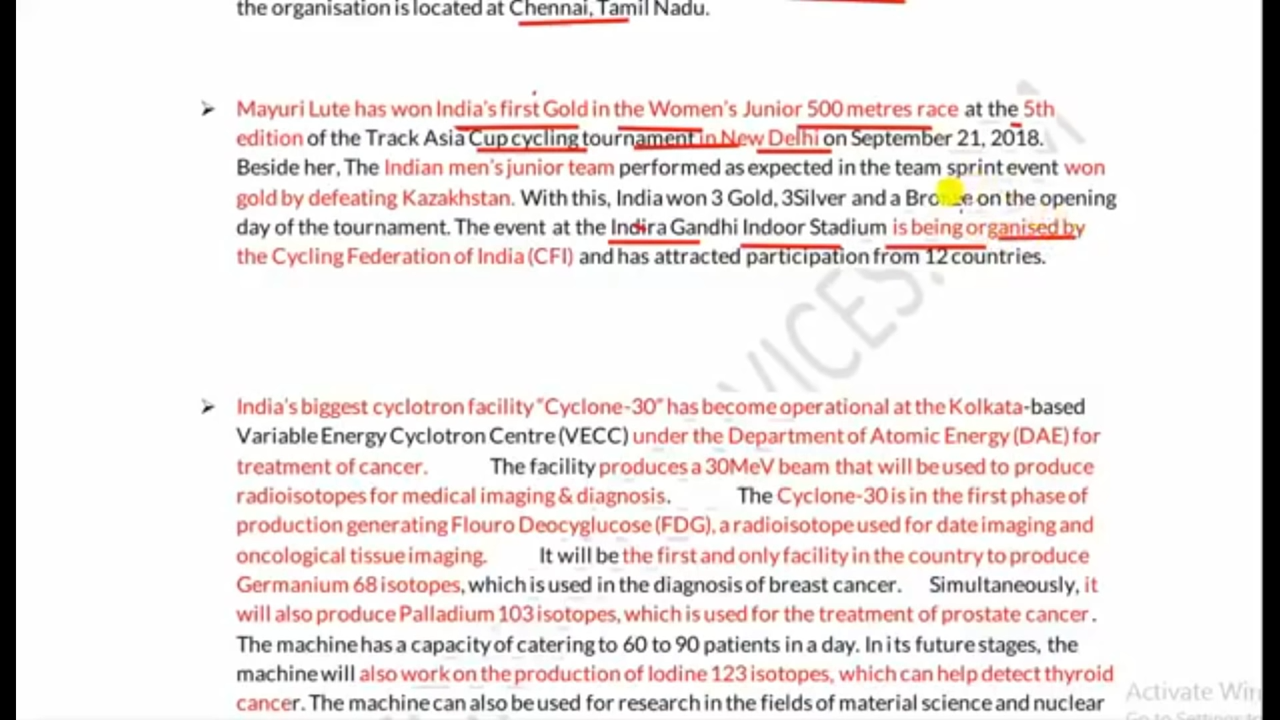 the organisation is located at Chennai, Tamil Nadu.
➢ Mayuri Lute has won India's first Gold in the Women's Junior 500 metres race at the 5th
edition of the Track Asia Cup cycling tournament in New Delhi on September 21, 2018.
Beside her, The Indian men's junior team performed as expected in the team sprint event won
gold by defeating Kazakhstan. With this, India won 3 Gold, 3Silver and a Bronze on the opening
day of the tournament. The event at the Indira Gandhi Indoor Stadium is being organised by
the Cycling Federation of India (CFI) and has attracted participation from 12 countries.
➢ India's biggest cyclotron facility "Cyclone-30" has become operational at the Kolkata-based
Variable Energy Cyclotron Centre (VECC) under the Department of Atomic Energy (DAE) for
treatment of cancer. The facility produces a 30MeV beam that will be used to produce
radioisotopes for medical imaging & diagnosis. The Cyclone-30 is in the first phase of
production generating Flouro Deocyglucose (FDG), a radioisotope used for date imaging and
oncological tissue imaging. It will be the first and only facility in the country to produce
Germanium 68 isotopes, which is used in the diagnosis of breast cancer. Simultaneously, it
will also produce Palladium 103 isotopes, which is used for the treatment of prostate cancer.
The machine has a capacity of catering to 60 to 90 patients in a day. In its future stages, the
machine will also work on the production of Iodine 123 isotopes, which can help detect thyroid
cancer. The machine can also be used for research in the fields of material science and nuclear
VICES.
Activate Win